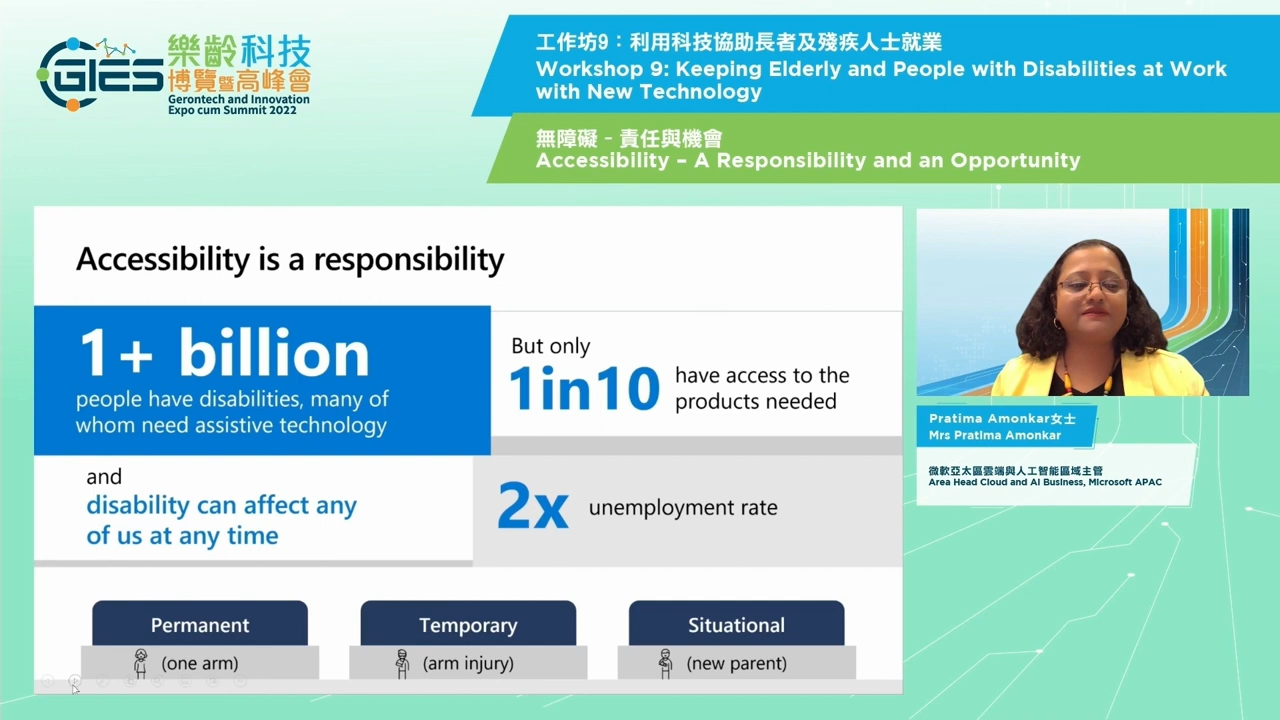 GIES
樂齡科技
博覽暨高峰會
Gerontech and Innovation
Expo cum Summit 2022
工作坊9：利用科技協助長者及殘疾人士就業
Workshop 9: Keeping Elderly and People with Disabilities at Work
with New Technology
無障礙 - 責任與機會
Accessibility – A Responsibility and an Opportunity
Accessibility is a responsibility
1+ billion
people have disabilities, many of
whom need assistive technology
But only
1in10
have access to the
products needed
and
disability can affect any
of us at any time
2x
unemployment rate
Permanent
(one arm)
Temporary
(arm injury)
Situational
(new parent)
Pratima Amonkar女士
Mrs Pratima Amonkar
微軟亞太區雲端與人工智能區域主管
Area Head Cloud and AI Business, Microsoft APAC